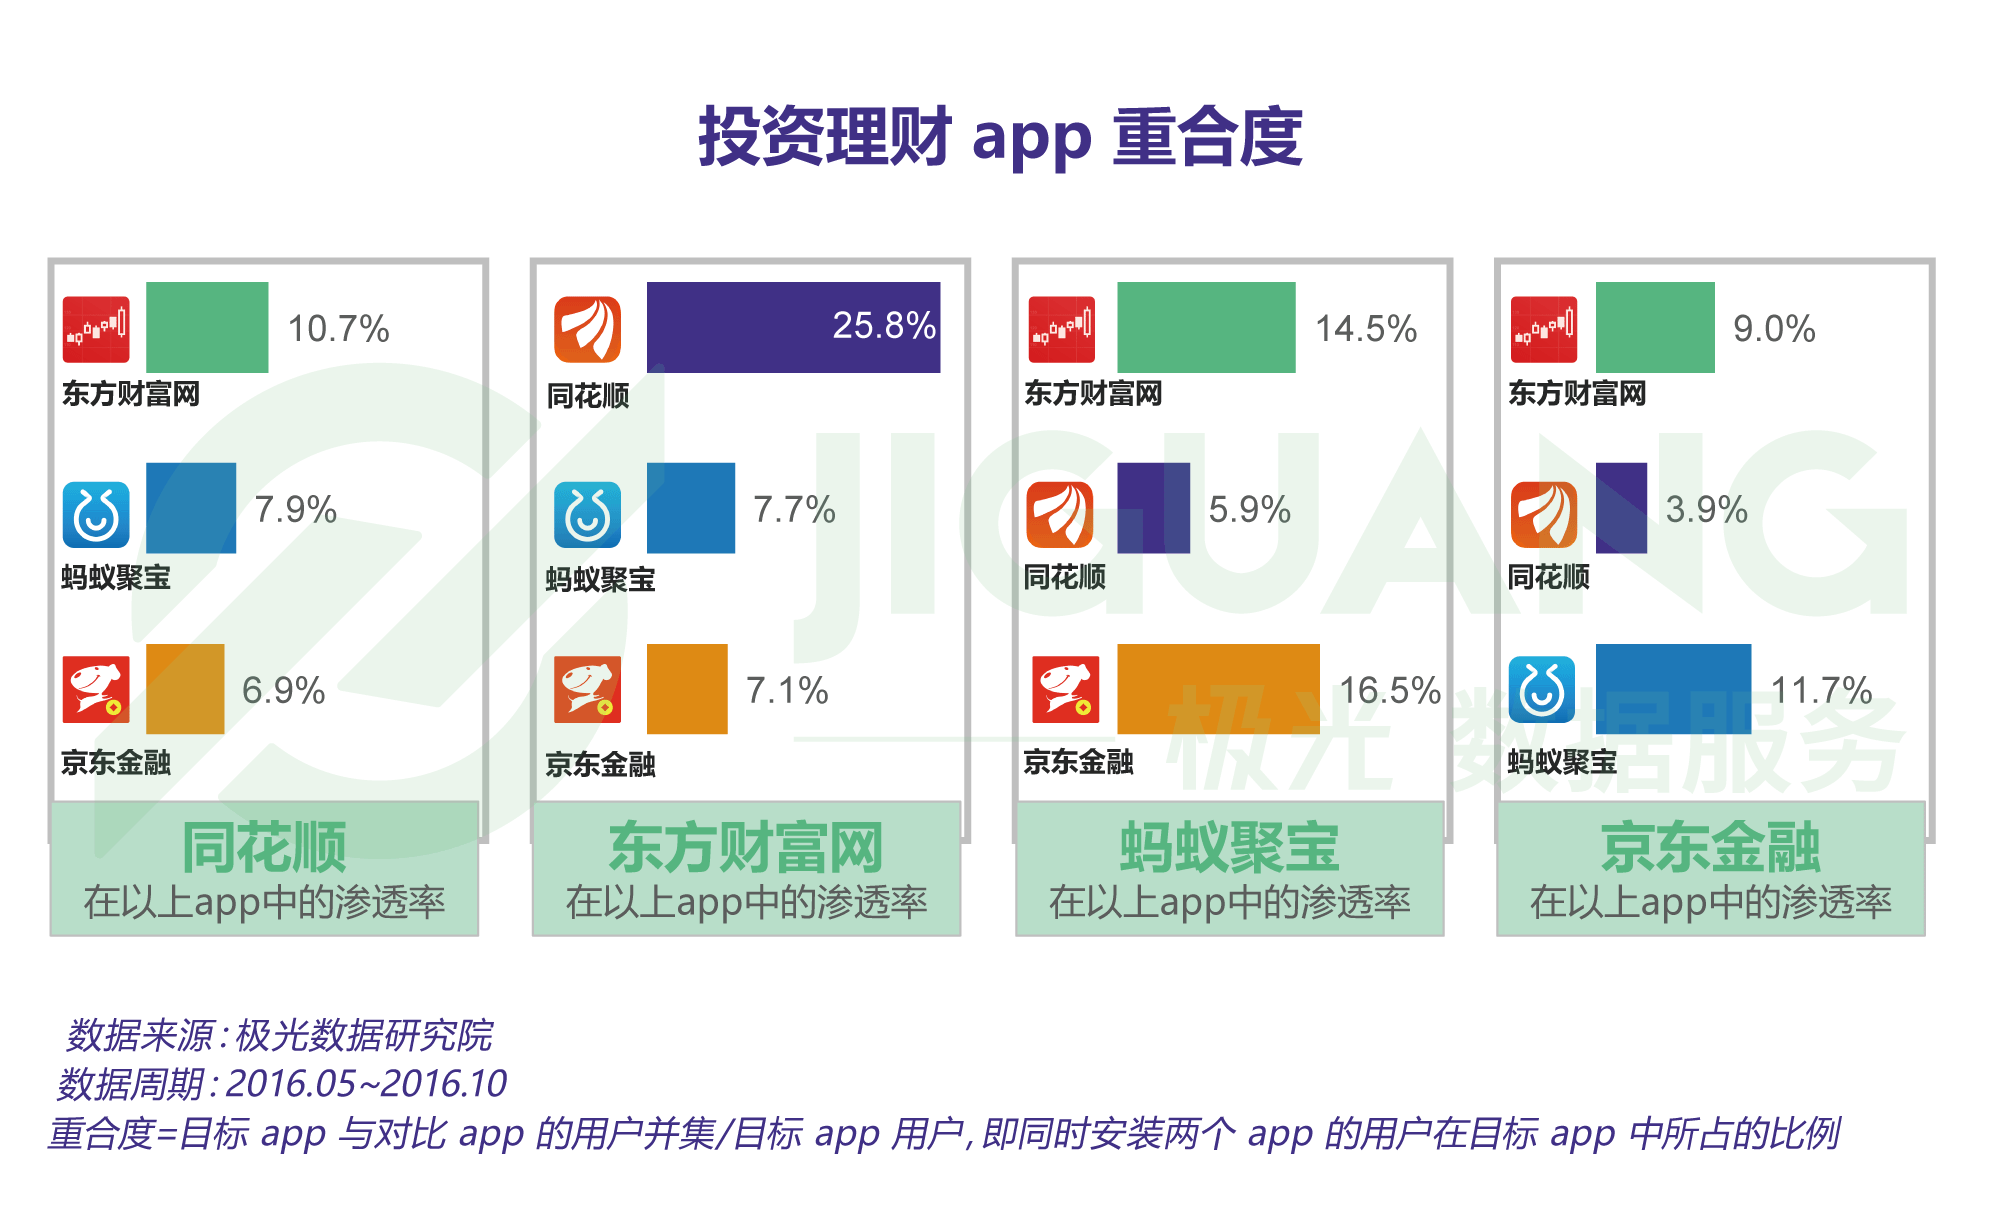 投资理财 app 重合度
10.7%
东方财富网
7.9%
蚂蚁聚宝
6.9%
京东金融
同花顺
在以上app中的渗透率
25.8%
同花顺
7.7%
蚂蚁聚宝
7.1%
京东金融
东方财富网
在以上app中的渗透率
14.5%
东方财富网
5.9%
同花顺
16.5%
京东金融
蚂蚁聚宝
在以上app中的渗透率
9.0%
东方财富网
3.9%
同花顺
11.7%
蚂蚁聚宝
京东金融
在以上app中的渗透率
JIGUANG
极光 数据服务
数据来源:极光数据研究院
数据周期:2016.05~2016.10
重合度=目标 app 与对比 app 的用户并集/目标 app 用户,即同时安装两个 app 的用户在目标 app 中所占的比例